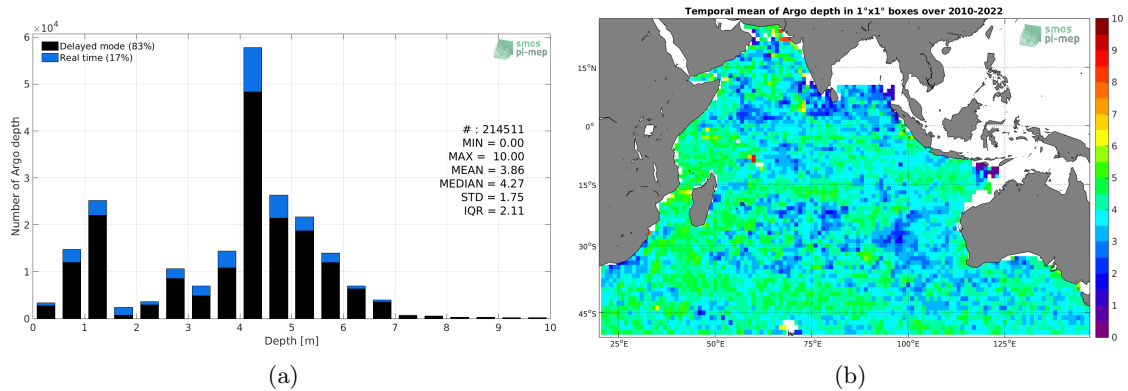 ×10⁴
6
5
4
3
2
1
0
Number of Argo depth
Delayed mode (83%)
Real time (17%)
smos
pi-mep
# : 214511
MIN = 0.00
MAX = 10.00
MEAN = 3.86
MEDIAN = 4.27
STD = 1.75
IQR = 2.11
0 1 2 3 4 5 6 7 8 9 10
Depth [m]
(a)
Temporal mean of Argo depth in 1°x1° boxes over 2010-2022
smos
pi-mep
15°N
0°
15°S
30°S
45°S
25°E 50°E 75°E 100°E 125°E
10
9
8
7
6
5
4
3
2
1
0
(b)